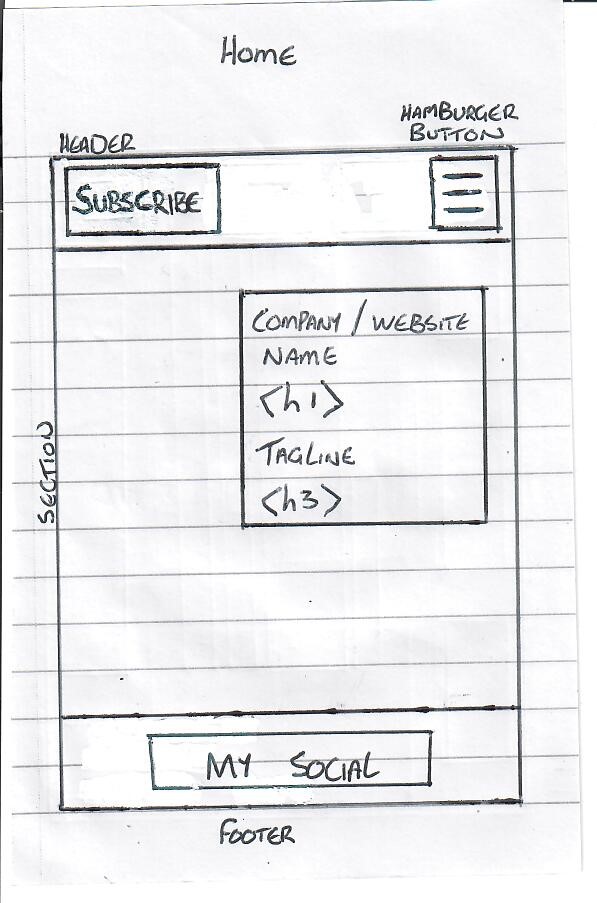 Home
HAMBURGER
BUTTON
HEADER
SUBSCRIBE
COMPANY / WEBSITE
NAME
<h1>
TAGLINE
<h3>
SECTION
MY SOCIAL
FOOTER